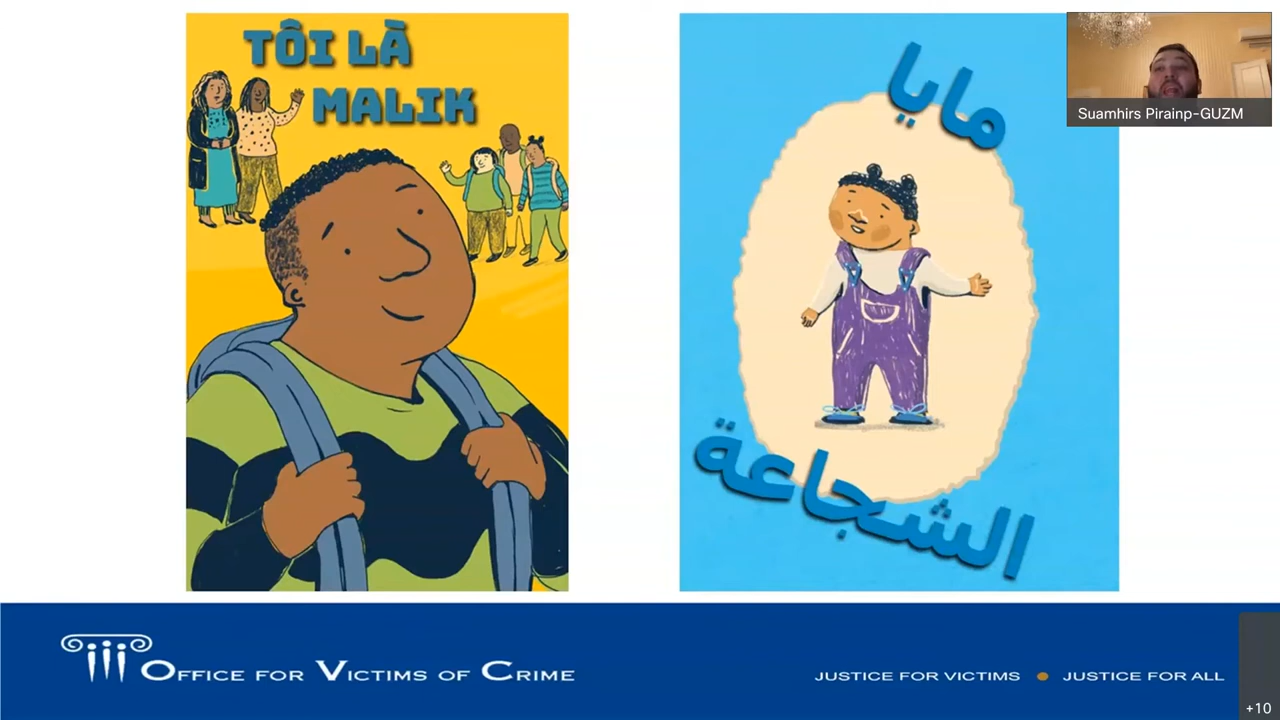 TÔI LÀ
MALIK
مايا
الشجاعة
Suamhirs Pirainp-GUZM
OFFICE FOR VICTIMS OF CRIME
JUSTICE FOR VICTIMS ● JUSTICE FOR ALL
+10